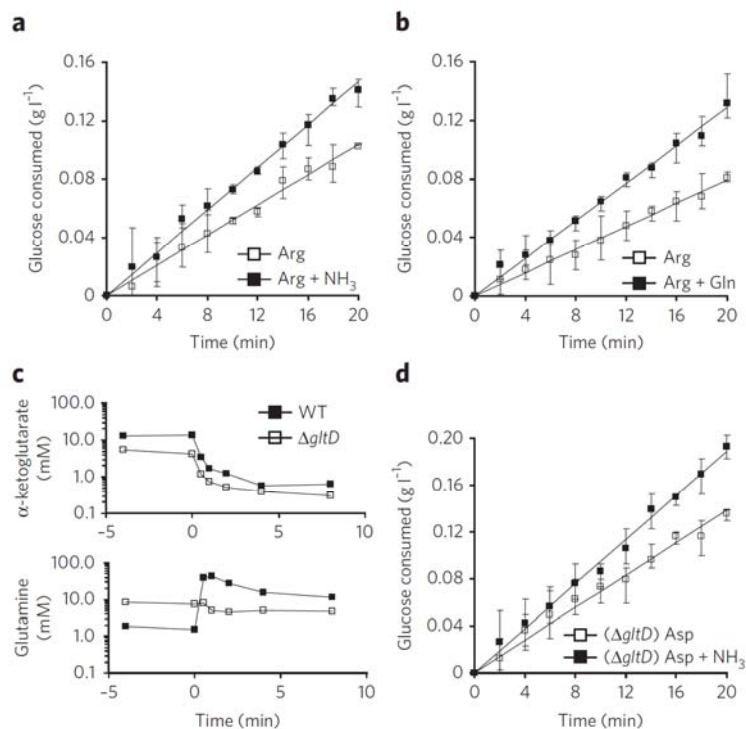 a
0.16
0.12
0.08
0.04
0
Glucose consumed (g l⁻¹)
Arg
Arg + NH₃
0 4 8 12 16 20
Time (min)
b
0.16
0.12
0.08
0.04
0
Glucose consumed (g l⁻¹)
Arg
Arg + Gln
0 4 8 12 16 20
Time (min)
c
100.0
10.0
1.0
0.1
α-ketoglutarate
(mM)
WT
ΔgltD
−5 0 5 10
100.0
10.0
1.0
0.1
Glutamine
(mM)
−5 0 5 10
Time (min)
d
0.20
0.16
0.12
0.08
0.04
0
Glucose consumed (g l⁻¹)
(ΔgltD) Asp
(ΔgltD) Asp + NH₃
0 4 8 12 16 20
Time (min)